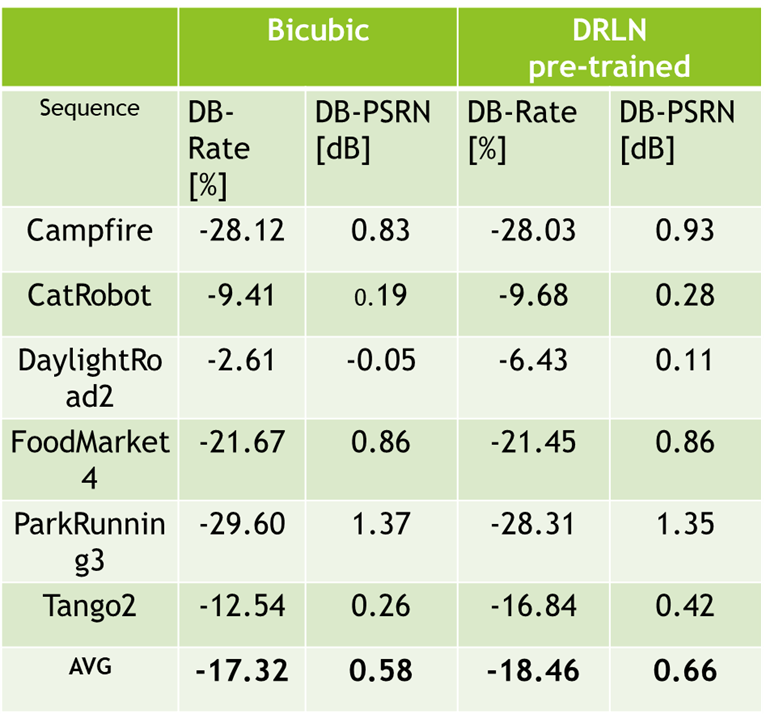 Bicubic DRLN
pre-trained
Sequence DB- DB-PSRN DB-Rate DB-PSRN
Rate [dB] [%] [dB]
[%]
Campfire -28.12 0.83 -28.03 0.93
CatRobot -9.41 0.19 -9.68 0.28
DaylightRo -2.61 -0.05 -6.43 0.11
ad2
FoodMarket -21.67 0.86 -21.45 0.86
4
ParkRunnin -29.60 1.37 -28.31 1.35
g3
Tango2 -12.54 0.26 -16.84 0.42
AVG -17.32 0.58 -18.46 0.66